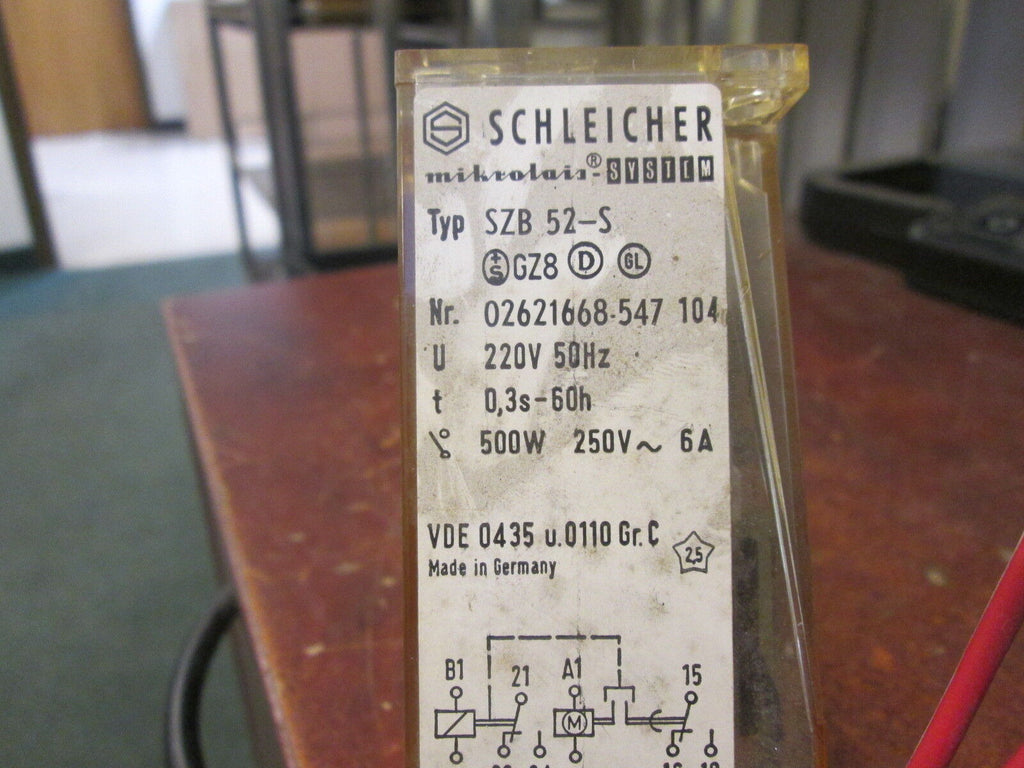 S SCHLEICHER
mikrolais®-SYSTEM
Typ SZB 52-S
+S GZ8 D GL
Nr. 02621668-547 104
U 220V 50Hz
t 0,3s-60h
500W 250V~ 6A
VDE 0435 u.0110 Gr.C
25
Made in Germany
B1 21 A1 15
M